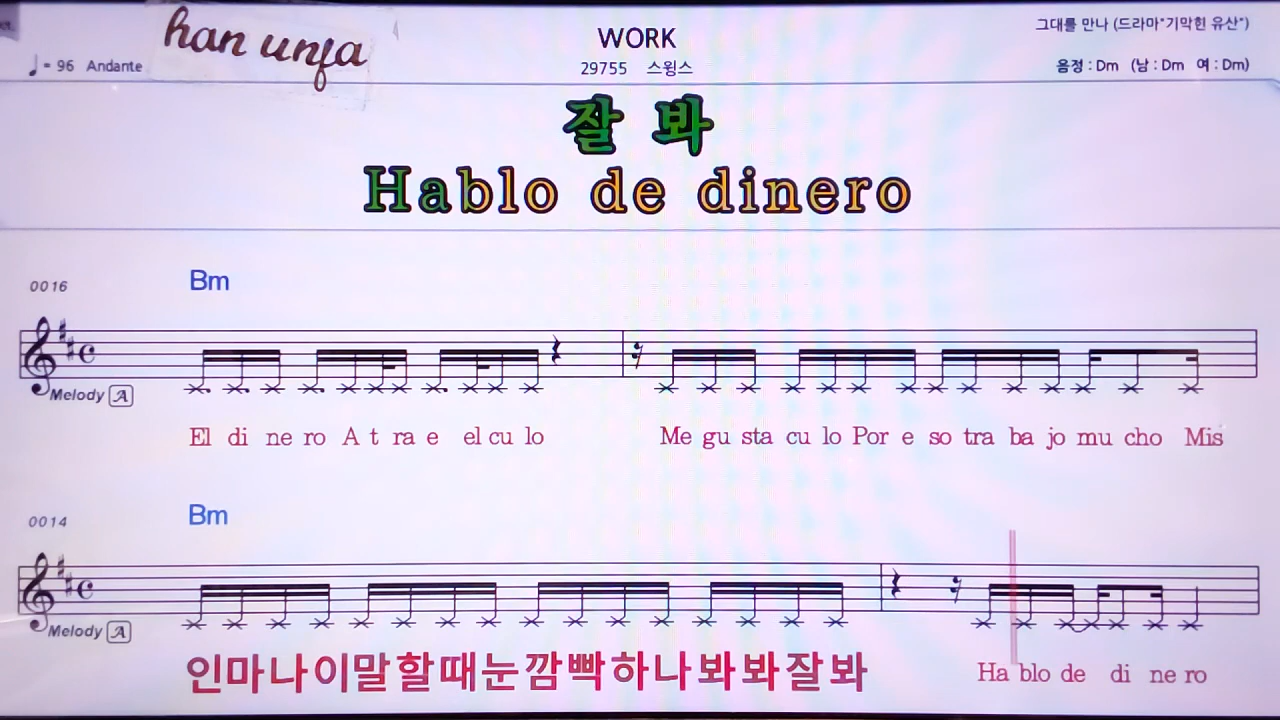 han unfa
WORK
그대를 만나 (드라마"기막힌 유산")
♩= 96 Andante
29755 스윙스
음정 : Dm (남 : Dm 여 : Dm)
잘 봐
Hablo de dinero
0016
Bm
Melody A
El di ne ro A t ra e el cu lo Me gu sta cu lo Por e so tra ba jo mu cho Mis
0014
Bm
Melody A
인마나이말할때눈깜빡하나봐봐잘봐 Ha blo de di ne ro